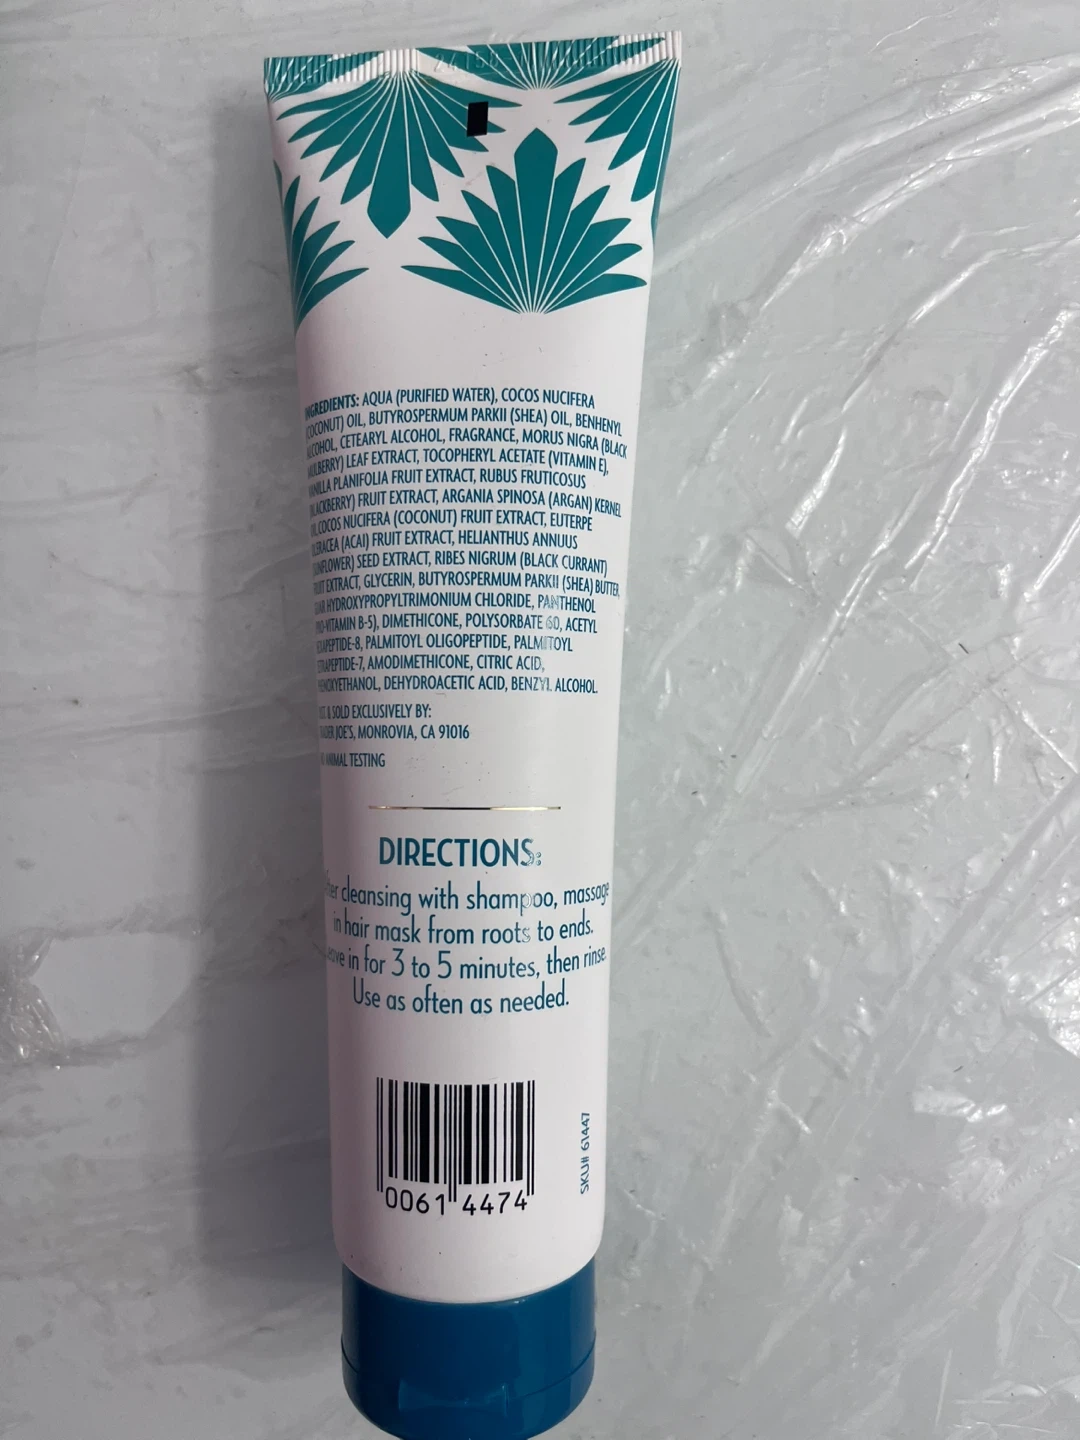 INGREDIENTS: AQUA (PURIFIED WATER), COCOS NUCIFERA
(COCONUT) OIL, BUTYROSPERMUM PARKII (SHEA) OIL, BENHENYL
ALCOHOL, CETEARYL ALCOHOL, FRAGRANCE, MORUS NIGRA (BLACK
MULBERRY) LEAF EXTRACT, TOCOPHERYL ACETATE (VITAMIN E),
VANILLA PLANIFOLIA FRUIT EXTRACT, RUBUS FRUTICOSUS
(BLACKBERRY) FRUIT EXTRACT, ARGANIA SPINOSA (ARGAN) KERNEL
OIL, COCOS NUCIFERA (COCONUT) FRUIT EXTRACT, EUTERPE
OLERACEA (ACAI) FRUIT EXTRACT, HELIANTHUS ANNUUS
(SUNFLOWER) SEED EXTRACT, RIBES NIGRUM (BLACK CURRANT)
FRUIT EXTRACT, GLYCERIN, BUTYROSPERMUM PARKII (SHEA) BUTTER,
GUAR HYDROXYPROPYLTRIMONIUM CHLORIDE, PANTHENOL
(PRO-VITAMIN B-5), DIMETHICONE, POLYSORBATE 60, ACETYL
HEXAPEPTIDE-8, PALMITOYL OLIGOPEPTIDE, PALMITOYL
TETRAPEPTIDE-7, AMODIMETHICONE, CITRIC ACID,
PHENOXYETHANOL, DEHYDROACETIC ACID, BENZYL ALCOHOL.
DIST & SOLD EXCLUSIVELY BY:
TRADER JOE'S, MONROVIA, CA 91016
NO ANIMAL TESTING
DIRECTIONS:
After cleansing with shampoo, massage
in hair mask from roots to ends.
Leave in for 3 to 5 minutes, then rinse.
Use as often as needed.
0061 4474
SKU# 61447